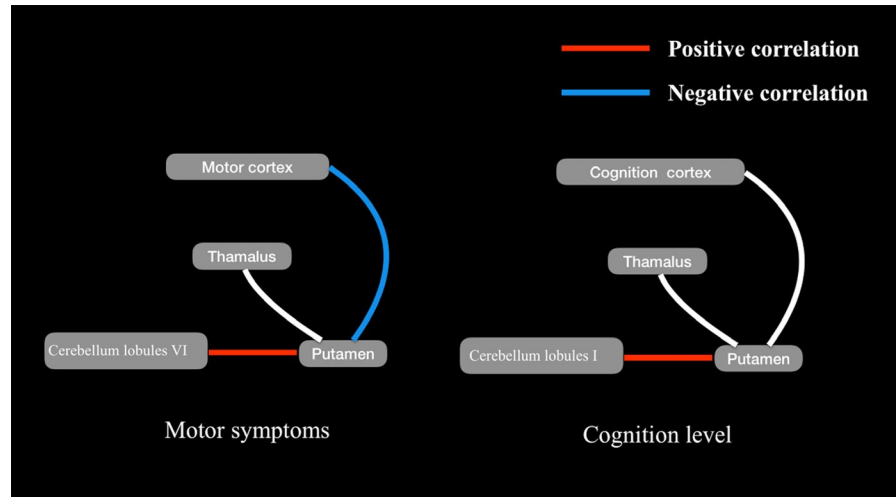 Positive correlation
Negative correlation
Motor cortex
Thamalus
Cerebellum lobules VI
Putamen
Motor symptoms
Cognition cortex
Thamalus
Cerebellum lobules I
Putamen
Cognition level